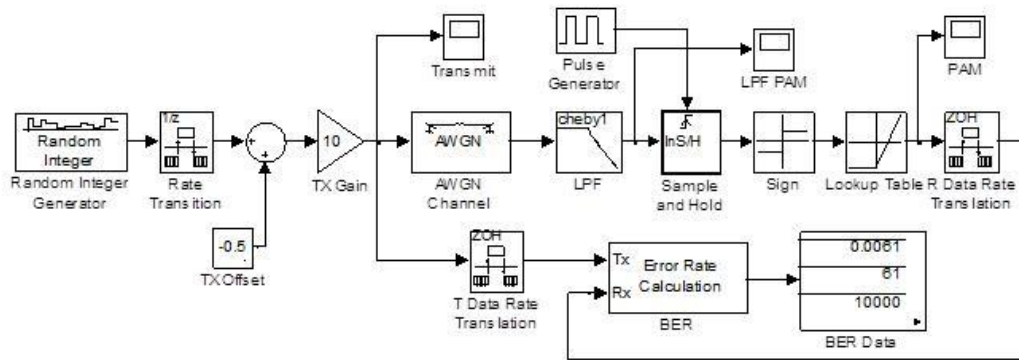 Transmit
Pulse
Generator
LPF PAM
PAM
Random
Integer
Random Integer
Generator
1/z
Rate
Transition
+
+
10
TX Gain
AWGN
AWGN
Channel
cheby1
LPF
In S/H
Sample
and Hold
Sign
Lookup Table
ZOH
R Data Rate
Translation
-0.5
TX Offset
ZOH
T Data Rate
Translation
Tx
Rx
Error Rate
Calculation
BER
0.0061
61
10000
BER Data